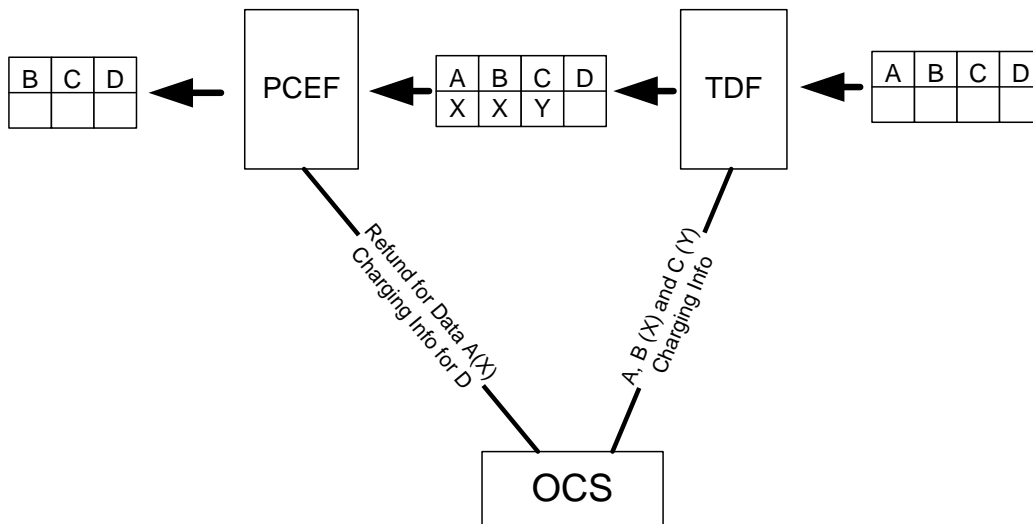 B C D
PCEF
A B C D
X X Y
TDF
A B C D
Refund for Data A(X)
Charging Info for D
A, B (X) and C (Y)
Charging Info
OCS